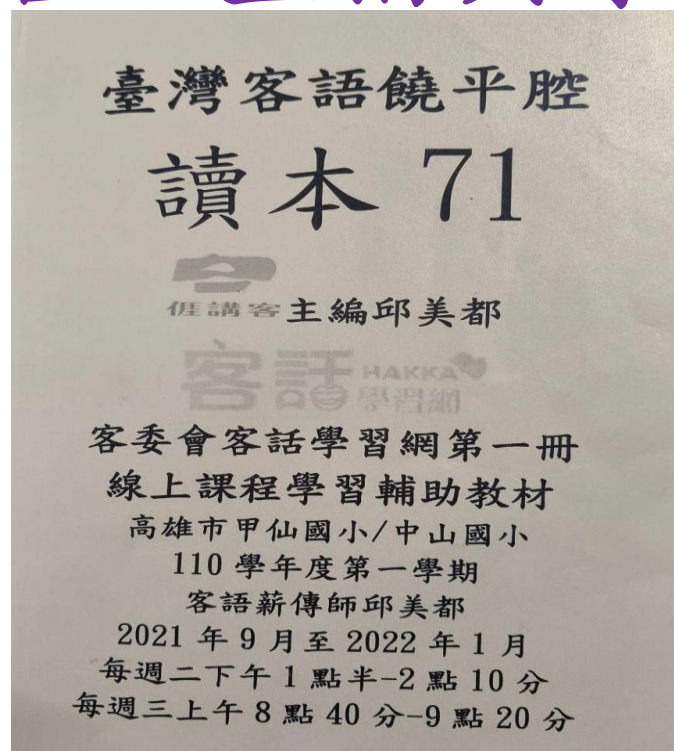 臺灣客語饒平腔
讀本 71
𠊎講客 主編邱美都
客語 HAKKA
學習網
客委會客話學習網第一冊
線上課程學習輔助教材
高雄市甲仙國小/中山國小
110 學年度第一學期
客語薪傳師邱美都
2021 年 9 月至 2022 年 1 月
每週二下午 1 點半-2 點 10 分
每週三上午 8 點 40 分-9 點 20 分